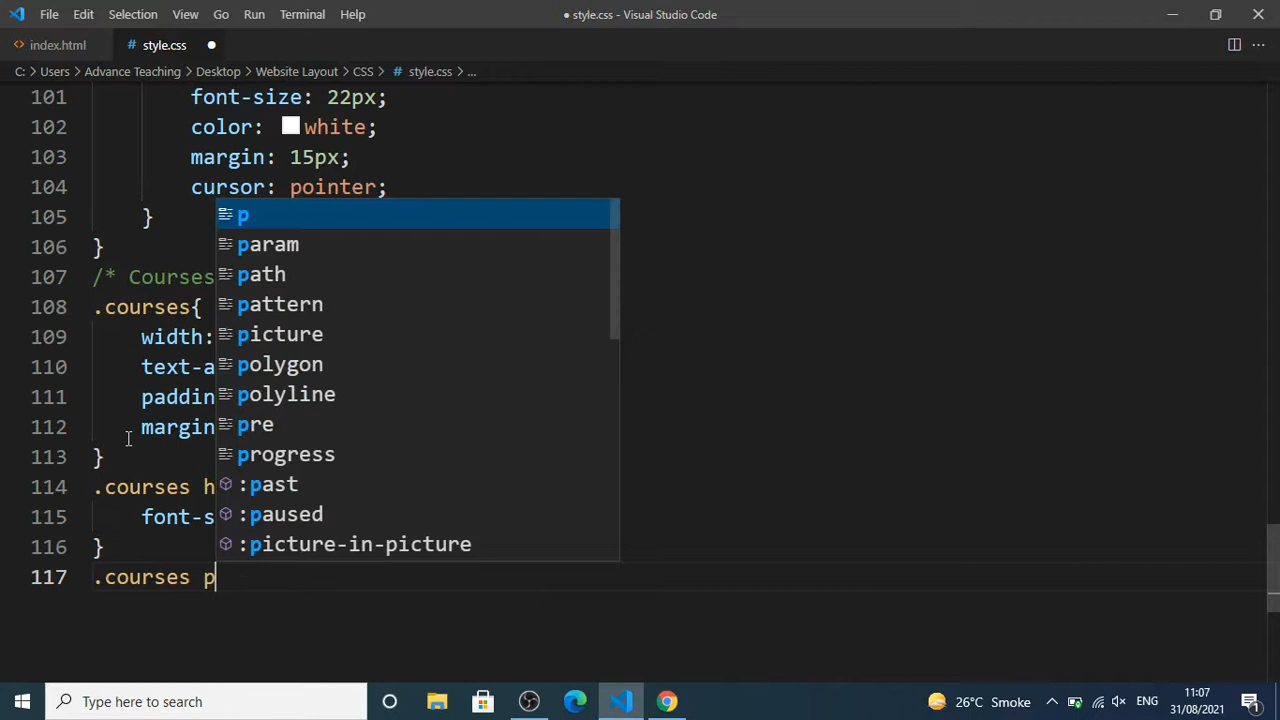 File Edit Selection View Go Run Terminal Help
● style.css - Visual Studio Code
index.html
# style.css ●
C: > Users > Advance Teaching > Desktop > Website Layout > CSS > # style.css > ...
101 font-size: 22px;
102 color: white;
103 margin: 15px;
104 cursor: pointer;
105 }
106 }
107 /* Courses
108 .courses{
109 width:
110 text-a
111 paddin
112 margin
113 }
114 .courses h
115 font-s
116 }
117 .courses p
p
param
path
pattern
picture
polygon
polyline
pre
progress
:past
:paused
:picture-in-picture
Type here to search
26°C Smoke
ENG
11:07
31/08/2021
1